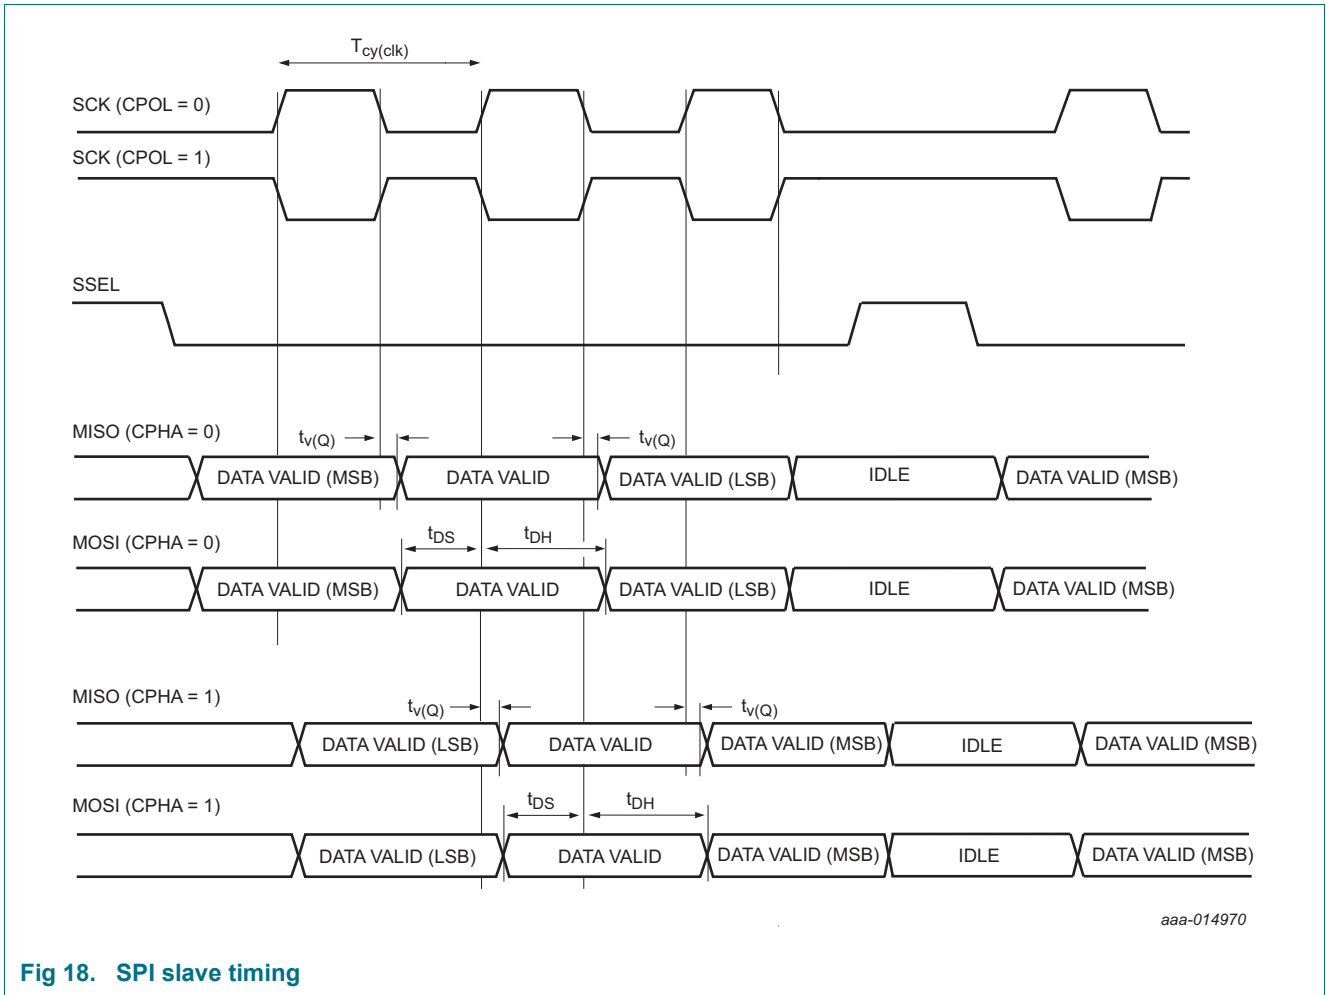 Tcy(clk)
SCK (CPOL = 0)
SCK (CPOL = 1)
SSEL
MISO (CPHA = 0)
tv(Q) tv(Q)
DATA VALID (MSB) DATA VALID DATA VALID (LSB) IDLE DATA VALID (MSB)
MOSI (CPHA = 0)
tDS tDH
DATA VALID (MSB) DATA VALID DATA VALID (LSB) IDLE DATA VALID (MSB)
MISO (CPHA = 1)
tv(Q) tv(Q)
DATA VALID (LSB) DATA VALID DATA VALID (MSB) IDLE DATA VALID (MSB)
MOSI (CPHA = 1)
tDS tDH
DATA VALID (LSB) DATA VALID DATA VALID (MSB) IDLE DATA VALID (MSB)
aaa-014970
Fig 18. SPI slave timing